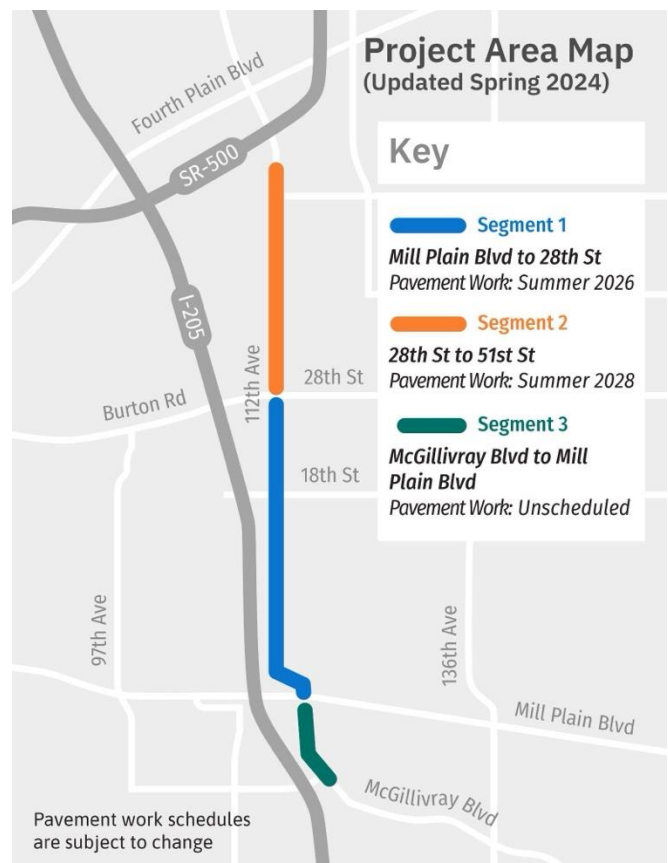 Project Area Map
(Updated Spring 2024)
Key
Segment 1
Mill Plain Blvd to 28th St
Pavement Work: Summer 2026
Segment 2
28th St to 51st St
Pavement Work: Summer 2028
Segment 3
McGillivray Blvd to Mill
Plain Blvd
Pavement Work: Unscheduled
Fourth Plain Blvd
SR-500
I-205
112th Ave
28th St
Burton Rd
18th St
97th Ave
136th Ave
Mill Plain Blvd
McGillivray Blvd
Pavement work schedules
are subject to change